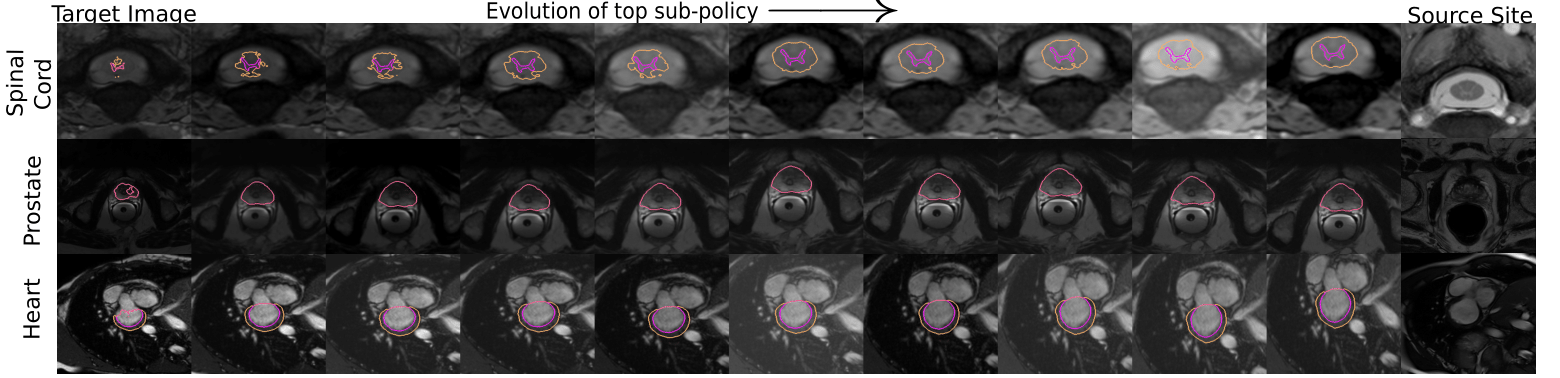 Target Image
Evolution of top sub-policy
Source Site
Spinal
Cord
Prostate
Heart